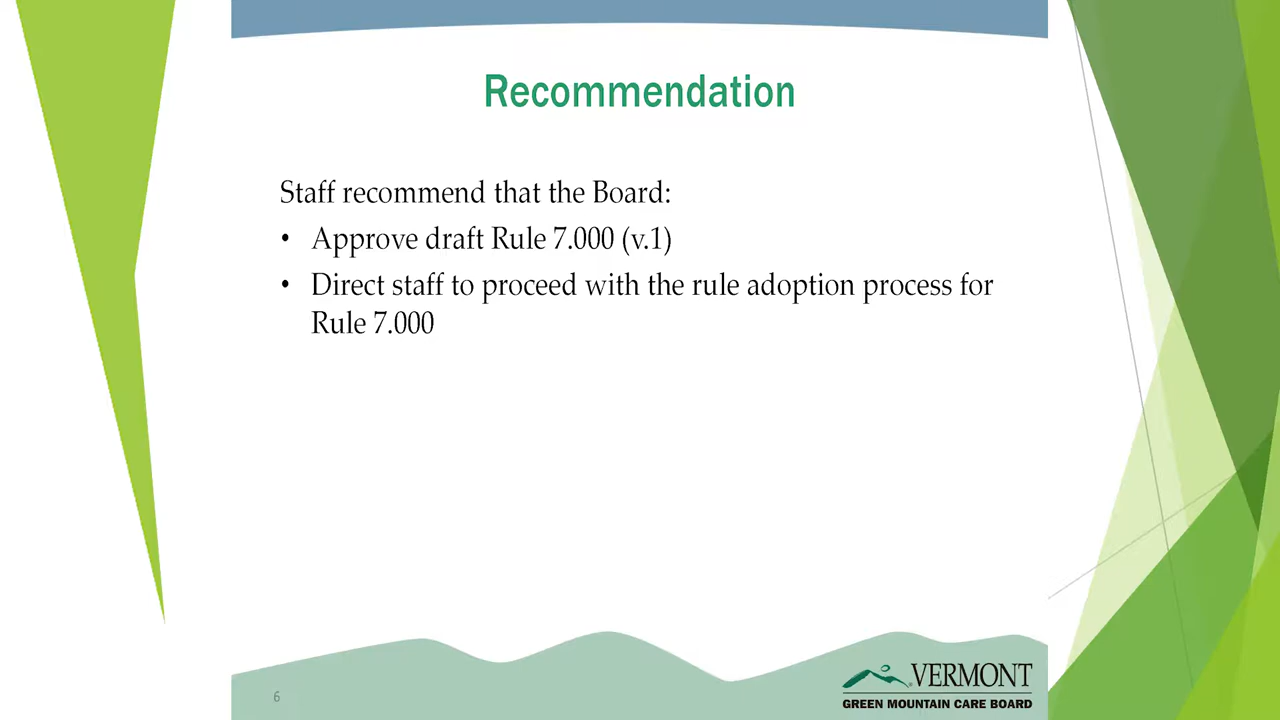 Recommendation
Staff recommend that the Board:
• Approve draft Rule 7.000 (v.1)
• Direct staff to proceed with the rule adoption process for
Rule 7.000
6
VERMONT
GREEN MOUNTAIN CARE BOARD